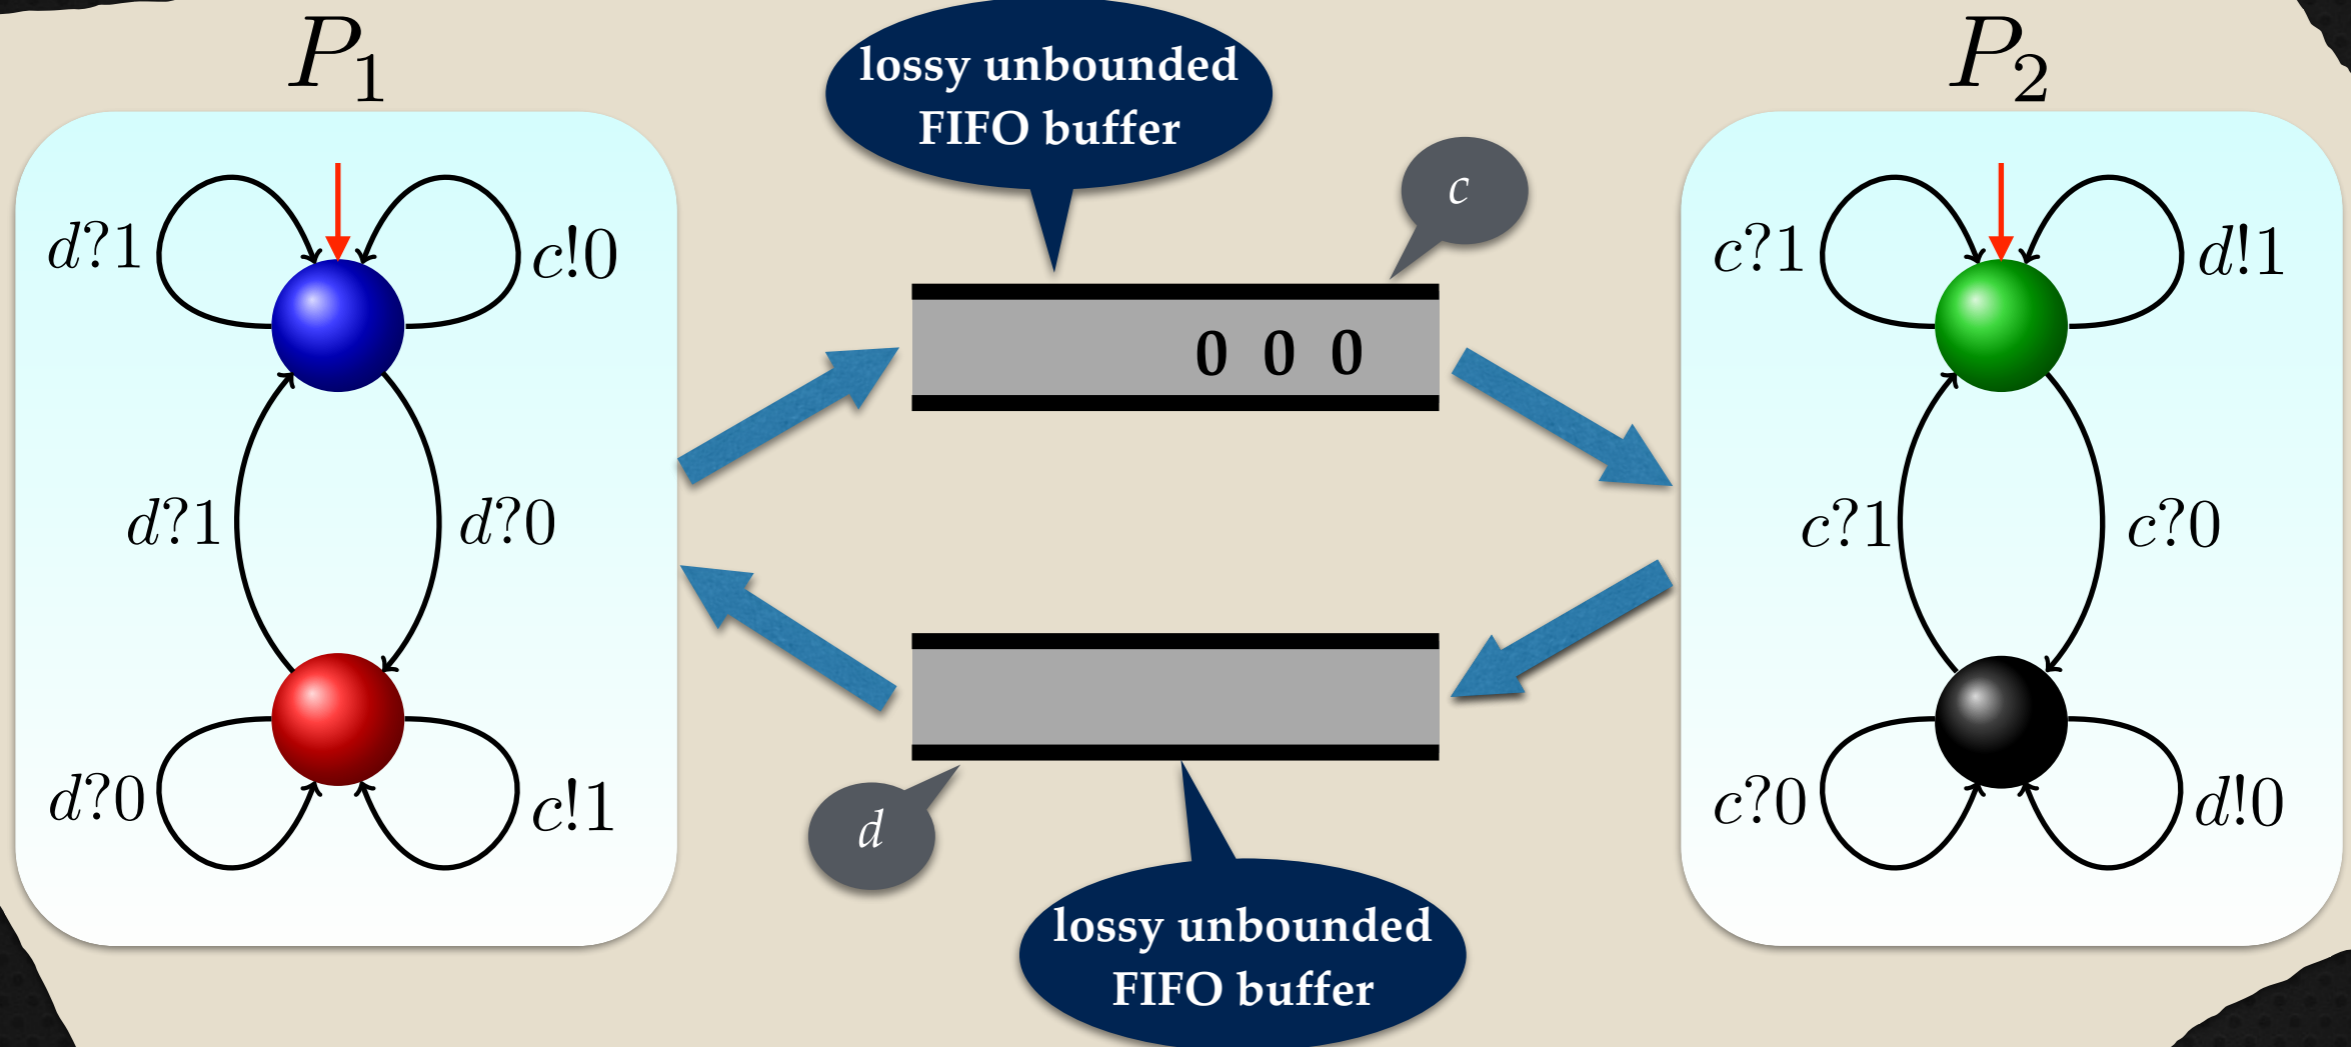 P₁
P₂
lossy unbounded
FIFO buffer
c
d?1
c!0
c?1
d!1
0 0 0
d?1
d?0
c?1
c?0
d?0
c!1
d
c?0
d!0
lossy unbounded
FIFO buffer